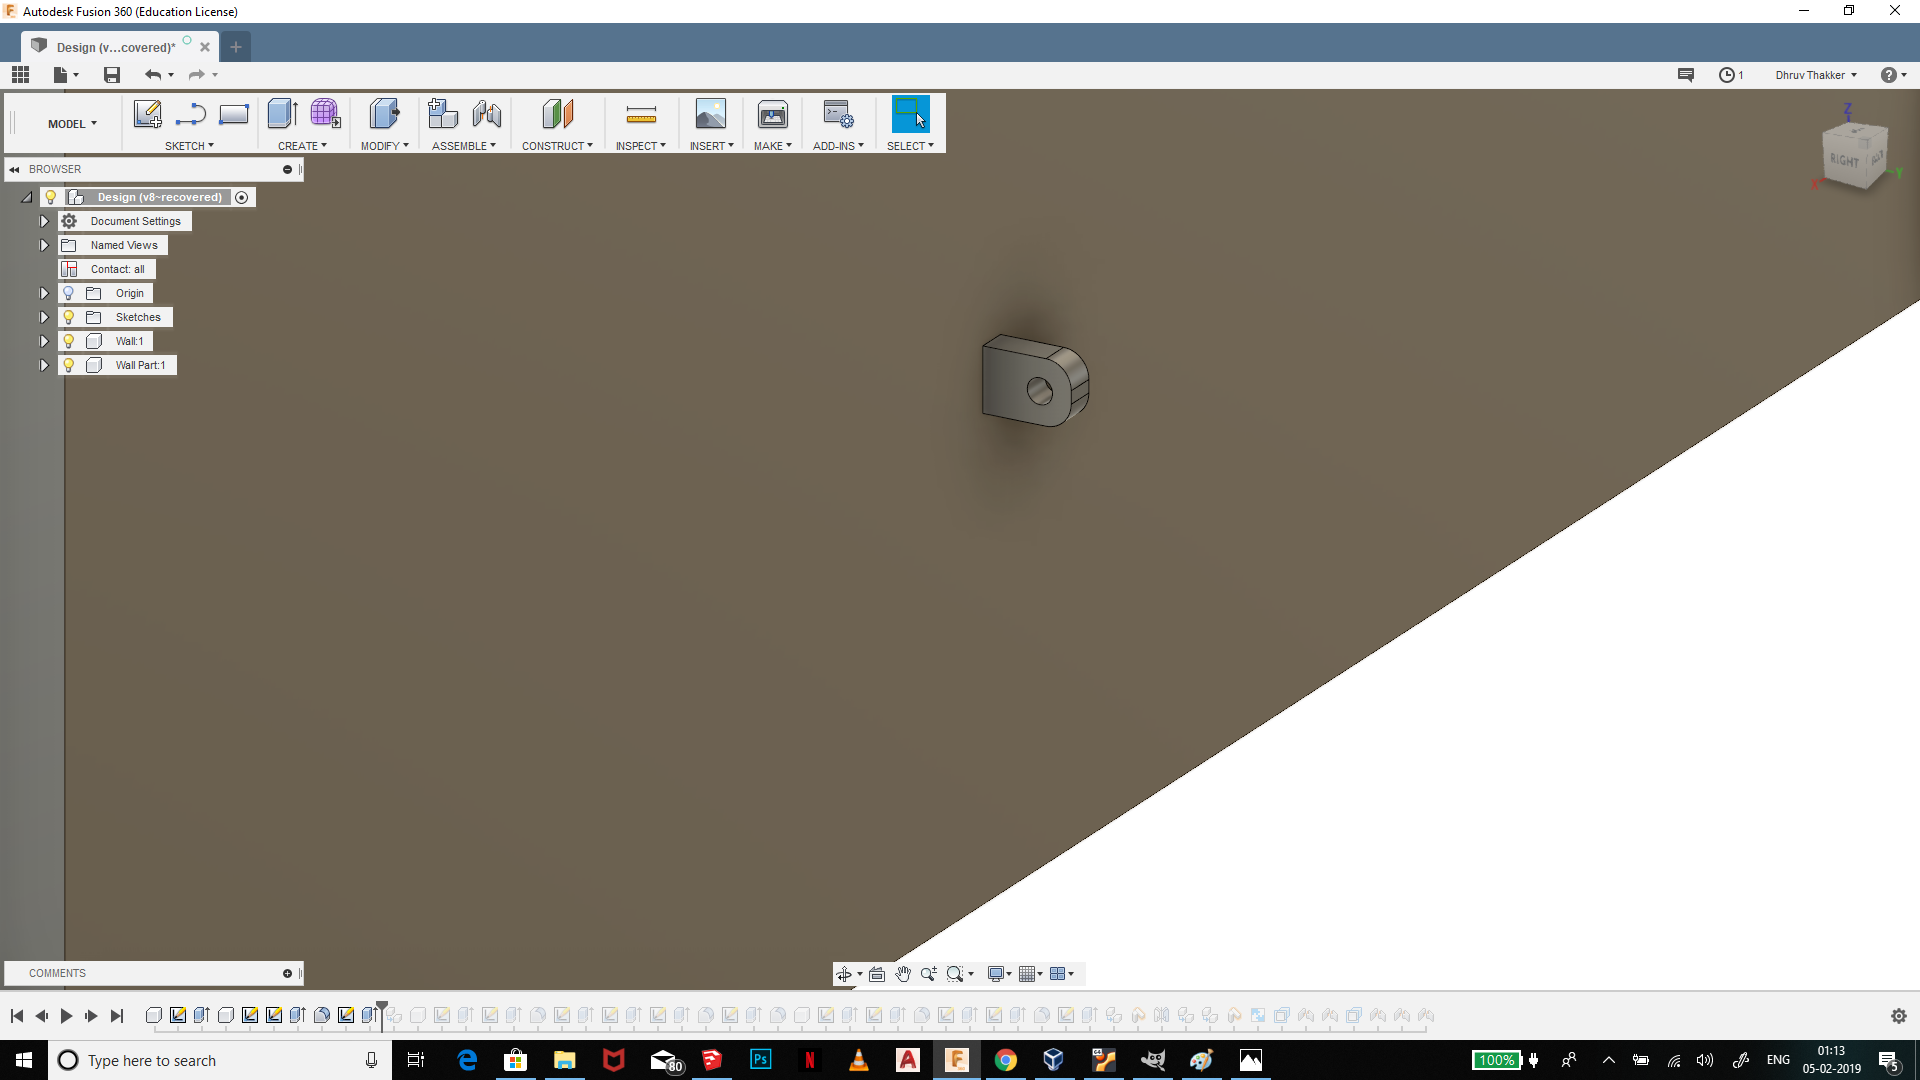 Autodesk Fusion 360 (Education License)
Design (v...covered)*
1
Dhruv Thakker
MODEL
SKETCH
CREATE
MODIFY
ASSEMBLE
CONSTRUCT
INSPECT
INSERT
MAKE
ADD-INS
SELECT
Z
RIGHT
X
Y
BROWSER
Design (v8~recovered)
Document Settings
Named Views
Contact: all
Origin
Sketches
Wall:1
Wall Part:1
COMMENTS
Type here to search
80
Ps
100%
ENG
01:13
05-02-2019
5